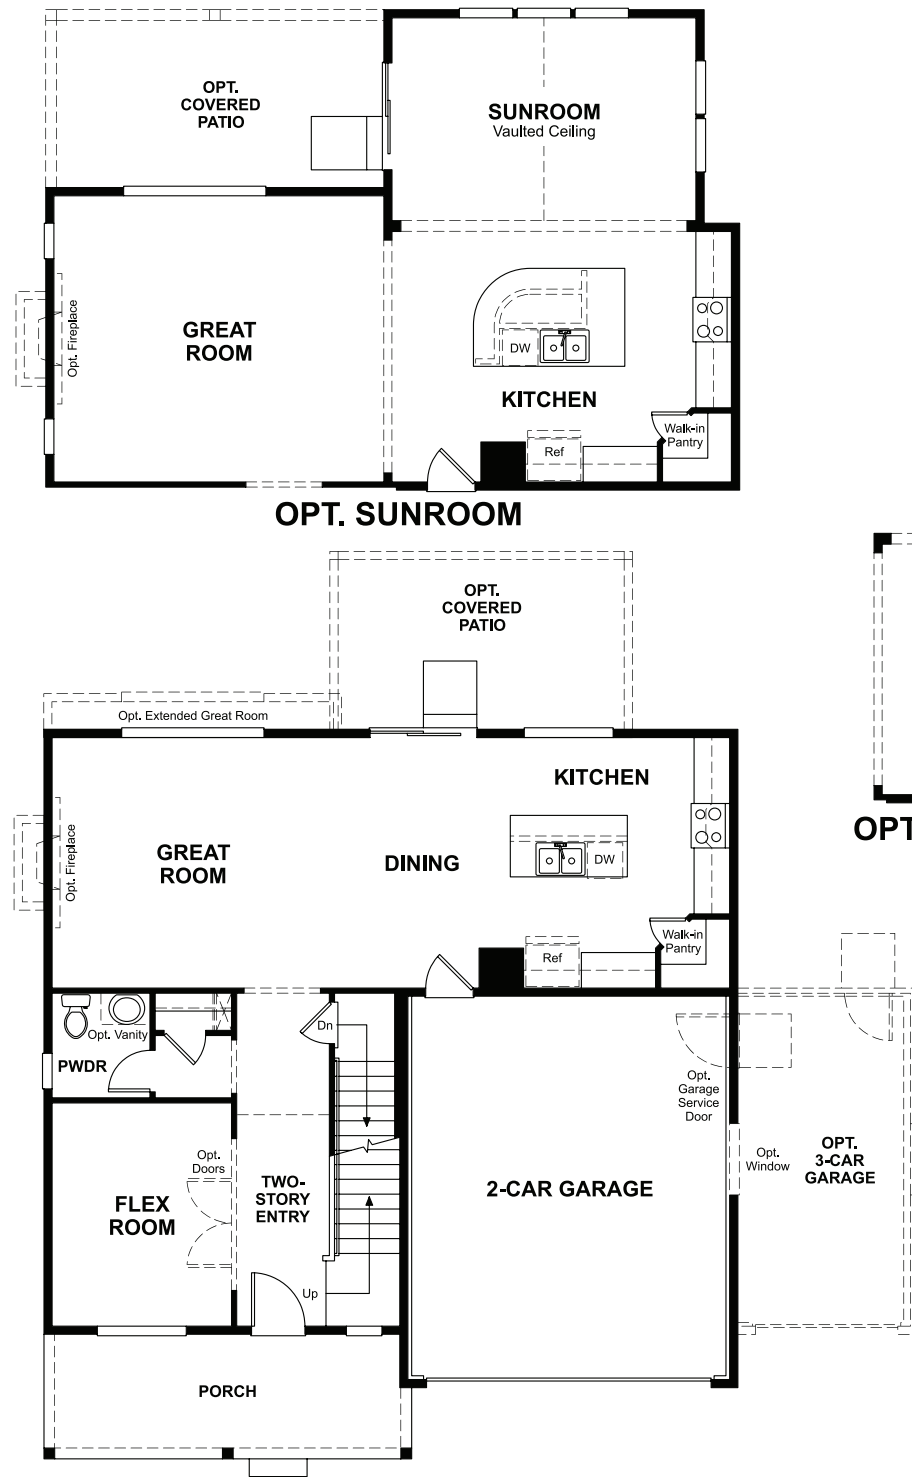 OPT.
COVERED
PATIO
SUNROOM
Vaulted Ceiling
Opt. Fireplace
GREAT
ROOM
DW
KITCHEN
Walk-in
Pantry
Ref
OPT. SUNROOM
OPT.
COVERED
PATIO
Opt. Extended Great Room
KITCHEN
Opt. Fireplace
GREAT
ROOM
DINING
DW
OPT
Walk-in
Pantry
Ref
Dn
Opt. Vanity
PWDR
Opt.
Garage
Service
Door
Opt.
Doors
Opt.
Window
OPT.
3-CAR
GARAGE
FLEX
ROOM
TWO-
STORY
ENTRY
2-CAR GARAGE
Up
PORCH